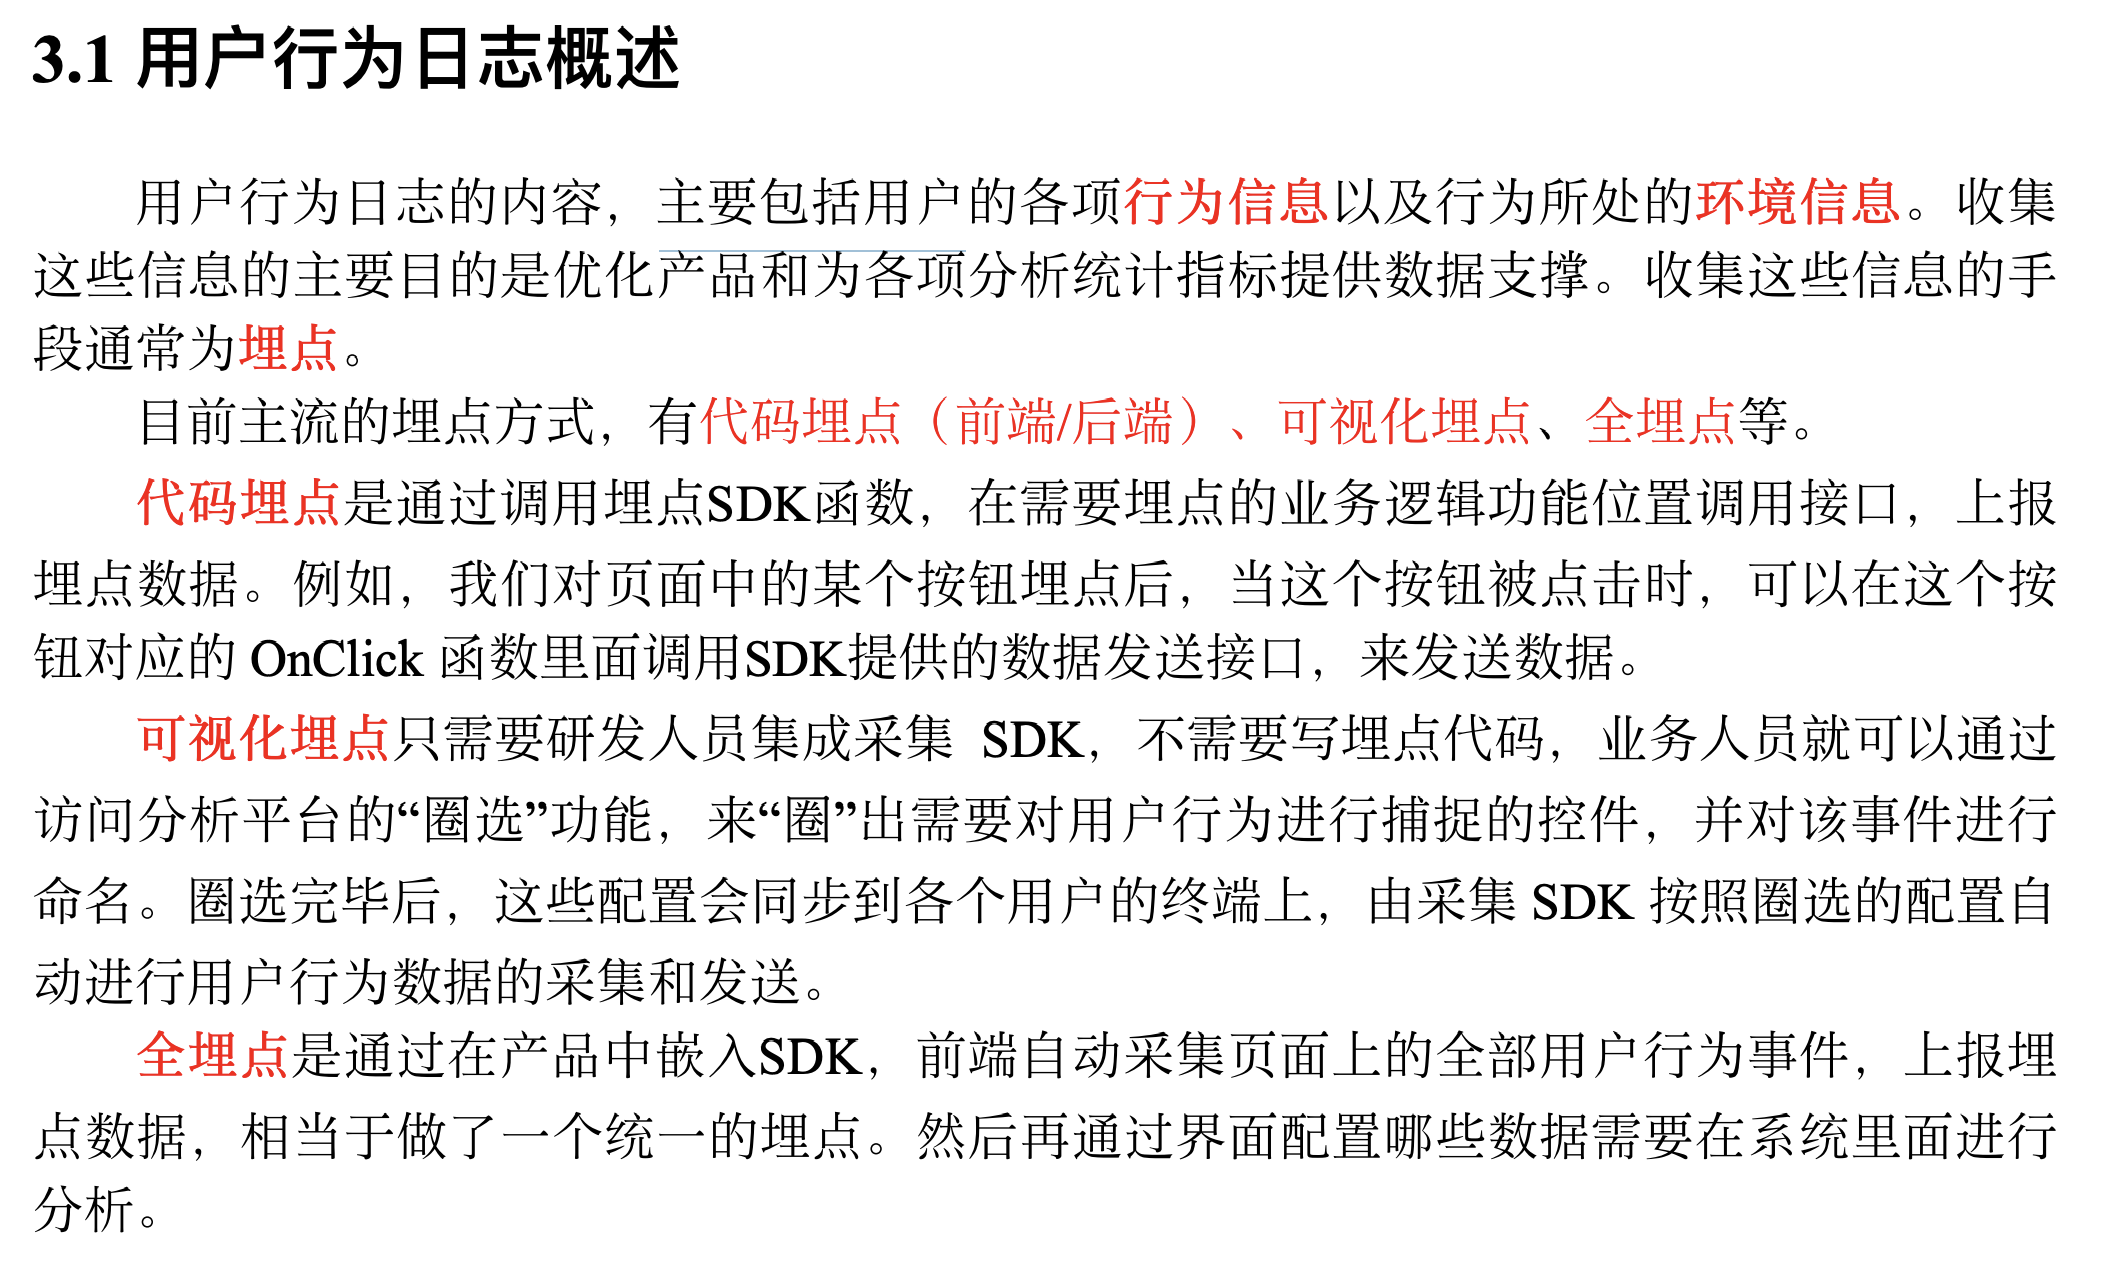 3.1 用户行为日志概述
用户行为日志的内容，主要包括用户的各项行为信息以及行为所处的环境信息。收集
这些信息的主要目的是优化产品和为各项分析统计指标提供数据支撑。收集这些信息的手
段通常为埋点。
目前主流的埋点方式，有代码埋点（前端/后端）、可视化埋点、全埋点等。
代码埋点是通过调用埋点SDK函数，在需要埋点的业务逻辑功能位置调用接口，上报
埋点数据。例如，我们对页面中的某个按钮埋点后，当这个按钮被点击时，可以在这个按
钮对应的 OnClick 函数里面调用SDK提供的数据发送接口，来发送数据。
可视化埋点只需要研发人员集成采集 SDK，不需要写埋点代码，业务人员就可以通过
访问分析平台的“圈选”功能，来“圈”出需要对用户行为进行捕捉的控件，并对该事件进行
命名。圈选完毕后，这些配置会同步到各个用户的终端上，由采集 SDK 按照圈选的配置自
动进行用户行为数据的采集和发送。
全埋点是通过在产品中嵌入SDK，前端自动采集页面上的全部用户行为事件，上报埋
点数据，相当于做了一个统一的埋点。然后再通过界面配置哪些数据需要在系统里面进行
分析。